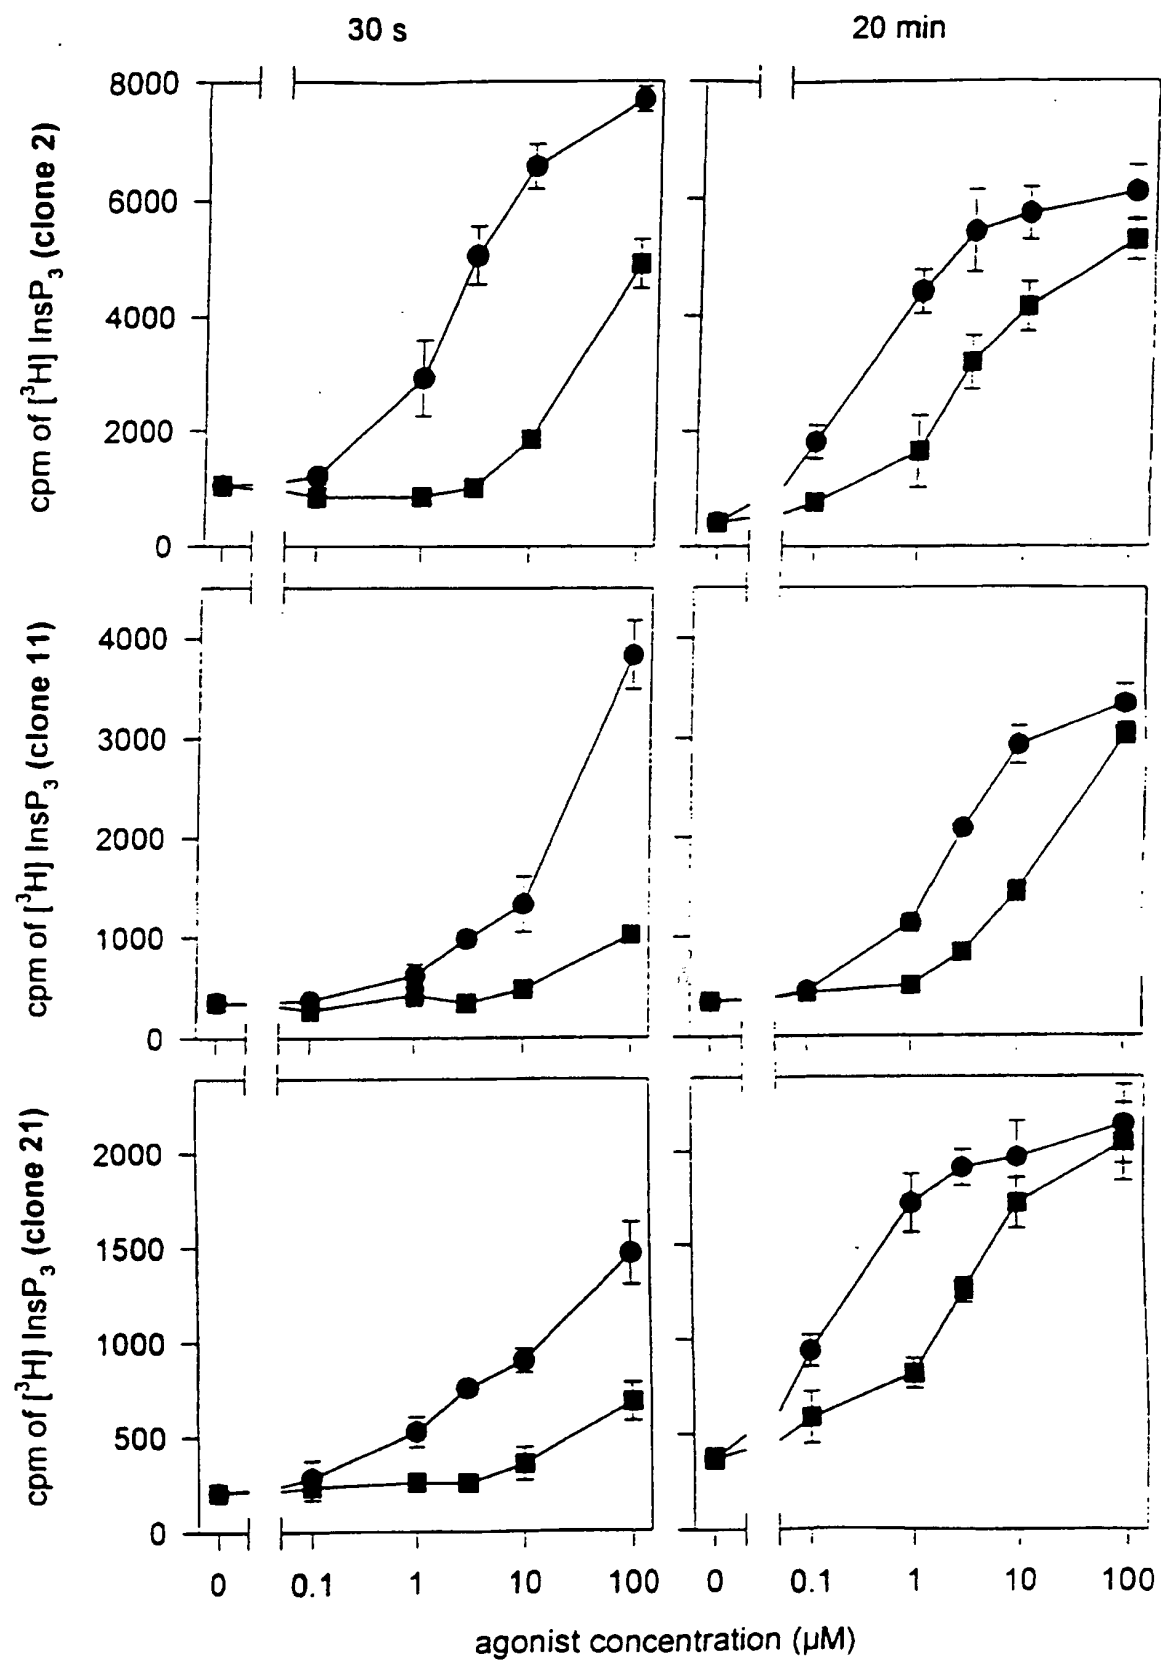 30 s 20 min
cpm of [³H] InsP₃ (clone 2)
8000
6000
4000
2000
0
cpm of [³H] InsP₃ (clone 11)
4000
3000
2000
1000
0
cpm of [³H] InsP₃ (clone 21)
2000
1500
1000
500
0
0 0.1 1 10 100 0 0.1 1 10 100
agonist concentration (µM)